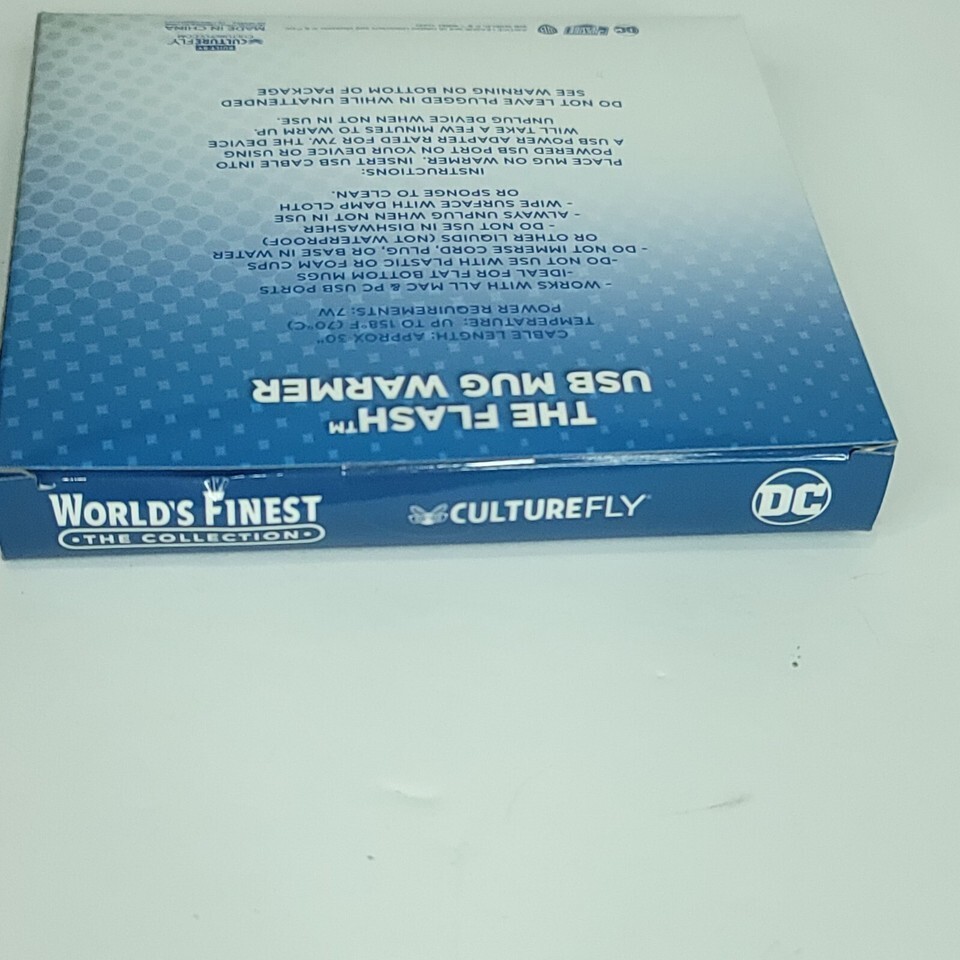 THE FLASH™
USB MUG WARMER
CABLE LENGTH: APPROX 30"
TEMPERATURE: UP TO 158°F (70°C)
POWER REQUIREMENTS: 7W
- WORKS WITH ALL MAC & PC USB PORTS
-IDEAL FOR FLAT BOTTOM MUGS
-DO NOT USE WITH PLASTIC OR FOAM CUPS
- DO NOT IMMERSE CORD, PLUG, OR BASE IN WATER
OR OTHER LIQUIDS (NOT WATERPROOF)
- DO NOT USE IN DISHWASHER
- ALWAYS UNPLUG WHEN NOT IN USE
- WIPE SURFACE WITH DAMP CLOTH
OR SPONGE TO CLEAN.
INSTRUCTIONS:
PLACE MUG ON WARMER. INSERT USB CABLE INTO
POWERED USB PORT ON YOUR DEVICE OR USING
A USB POWER ADAPTER RATED FOR 7W. THE DEVICE
WILL TAKE A FEW MINUTES TO WARM UP.
UNPLUG DEVICE WHEN NOT IN USE.
DO NOT LEAVE PLUGGED IN WHILE UNATTENDED
SEE WARNING ON BOTTOM OF PACKAGE
DC
WB
BUILT BY
CULTUREFLY
CULTUREFLY.COM
MADE IN CHINA
WORLD'S FINEST
•THE COLLECTION•
CULTUREFLY
DC